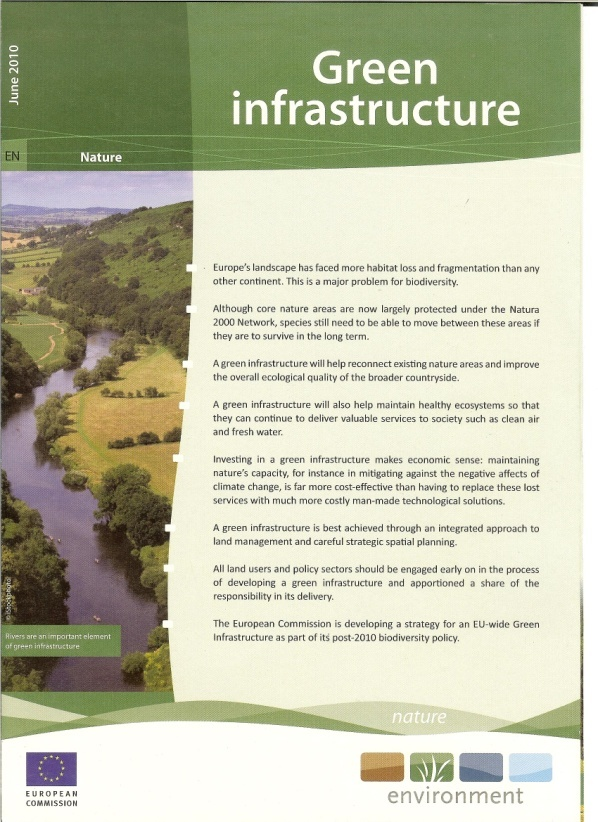 June 2010
Green
infrastructure
EN
Nature
Europe's landscape has faced more habitat loss and fragmentation than any
other continent. This is a major problem for biodiversity.
Although core nature areas are now largely protected under the Natura
2000 Network, species still need to be able to move between these areas if
they are to survive in the long term.
A green infrastructure will help reconnect existing nature areas and improve
the overall ecological quality of the broader countryside.
A green infrastructure will also help maintain healthy ecosystems so that
they can continue to deliver valuable services to society such as clean air
and fresh water.
Investing in a green infrastructure makes economic sense: maintaining
nature's capacity, for instance in mitigating against the negative affects of
climate change, is far more cost-effective than having to replace these lost
services with much more costly man-made technological solutions.
A green infrastructure is best achieved through an integrated approach to
land management and careful strategic spatial planning.
All land users and policy sectors should be engaged early on in the process
of developing a green infrastructure and apportioned a share of the
responsibility in its delivery.
The European Commission is developing a strategy for an EU-wide Green
Infrastructure as part of its post-2010 biodiversity policy.
© iStockphoto
Rivers are an important element
of green infrastructure
nature
EUROPEAN
COMMISSION
environment